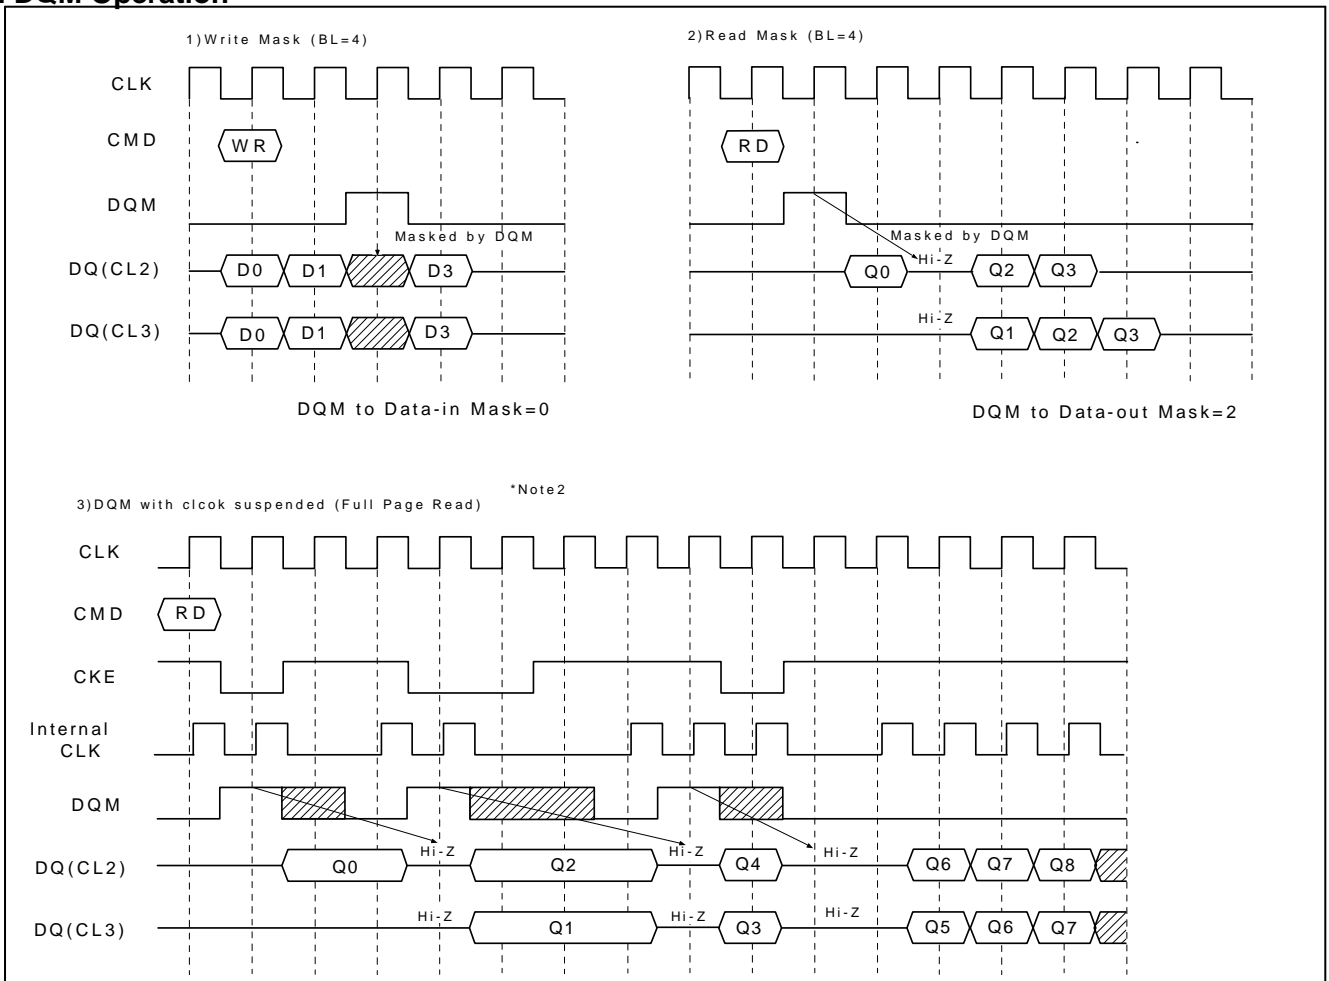 DQM Operation
1)Write Mask (BL=4)
2)Read Mask (BL=4)
CLK
CMD WR RD
DQM
Masked by DQM Masked by DQM
DQ(CL2) D0 D1 D3 Q0 Hi-Z Q2 Q3
DQ(CL3) D0 D1 D3 Hi-Z Q1 Q2 Q3
DQM to Data-in Mask=0
DQM to Data-out Mask=2
3)DQM with clcok suspended (Full Page Read) *Note2
CLK
CMD RD
CKE
Internal
CLK
DQM
DQ(CL2) Q0 Hi-Z Q2 Hi-Z Q4 Hi-Z Q6 Q7 Q8
DQ(CL3) Hi-Z Q1 Hi-Z Q3 Hi-Z Q5 Q6 Q7